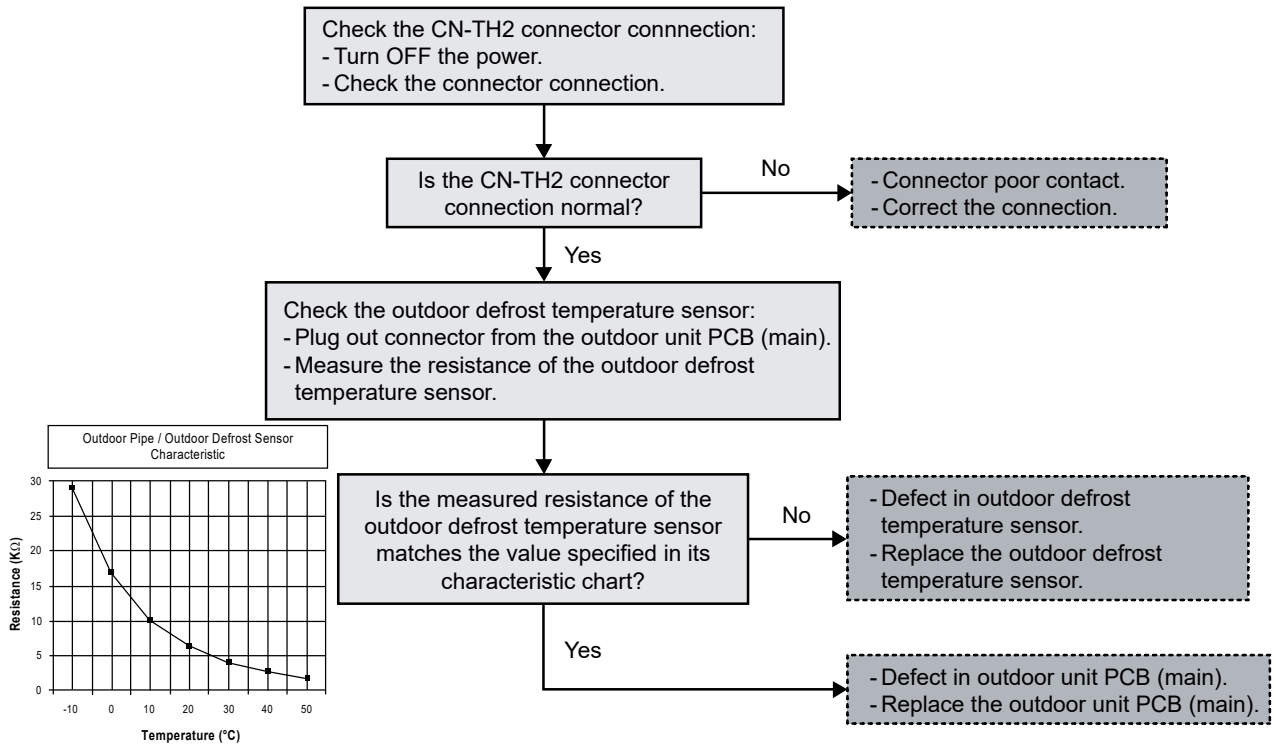 Check the CN-TH2 connector connnection:
- Turn OFF the power.
- Check the connector connection.
Is the CN-TH2 connector
connection normal?
No
- Connector poor contact.
- Correct the connection.
Yes
Check the outdoor defrost temperature sensor:
- Plug out connector from the outdoor unit PCB (main).
- Measure the resistance of the outdoor defrost
temperature sensor.
Outdoor Pipe / Outdoor Defrost Sensor
Characteristic
30
25
20
15
10
5
0
Resistance (KΩ)
-10 0 10 20 30 40 50
Temperature (°C)
Is the measured resistance of the
outdoor defrost temperature sensor
matches the value specified in its
characteristic chart?
No
- Defect in outdoor defrost
temperature sensor.
- Replace the outdoor defrost
temperature sensor.
Yes
- Defect in outdoor unit PCB (main).
- Replace the outdoor unit PCB (main).